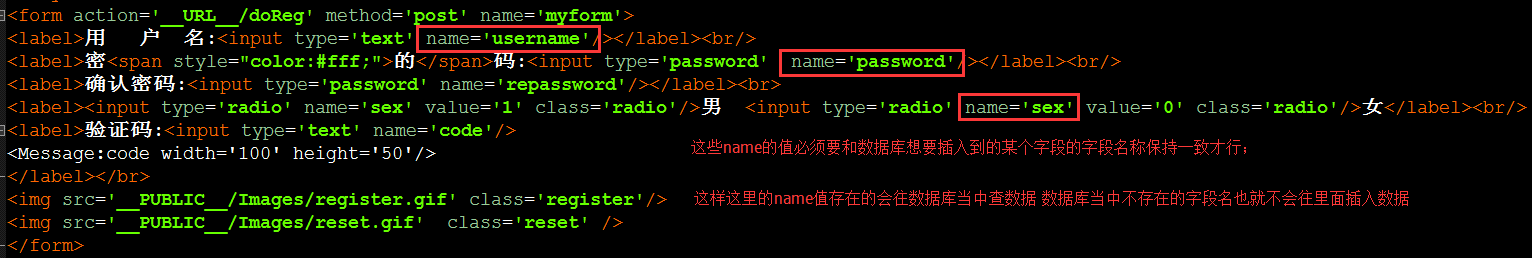 <form action='__URL__/doReg' method='post' name='myform'>
<label>用 户 名:<input type='text' name='username'/></label><br/>
<label>密<span style="color:#fff;">的</span>码:<input type='password' name='password'/></label><br/>
<label>确认密码:<input type='password' name='repassword'/></label><br>
<label><input type='radio' name='sex' value='1' class='radio'/>男 <input type='radio' name='sex' value='0' class='radio'/>女</label><br/>
<label>验证码:<input type='text' name='code'/>
<Message:code width='100' height='50'/>
这些name的值必须要和数据库想要插入到的某个字段的字段名称保持一致才行;
</label></br>
<img src='__PUBLIC__/Images/register.gif' class='register'/>
这样这里的name值存在的会往数据库当中查数据 数据库当中不存在的字段名也就不会往里面插入数据
<img src='__PUBLIC__/Images/reset.gif' class='reset' />
</form>